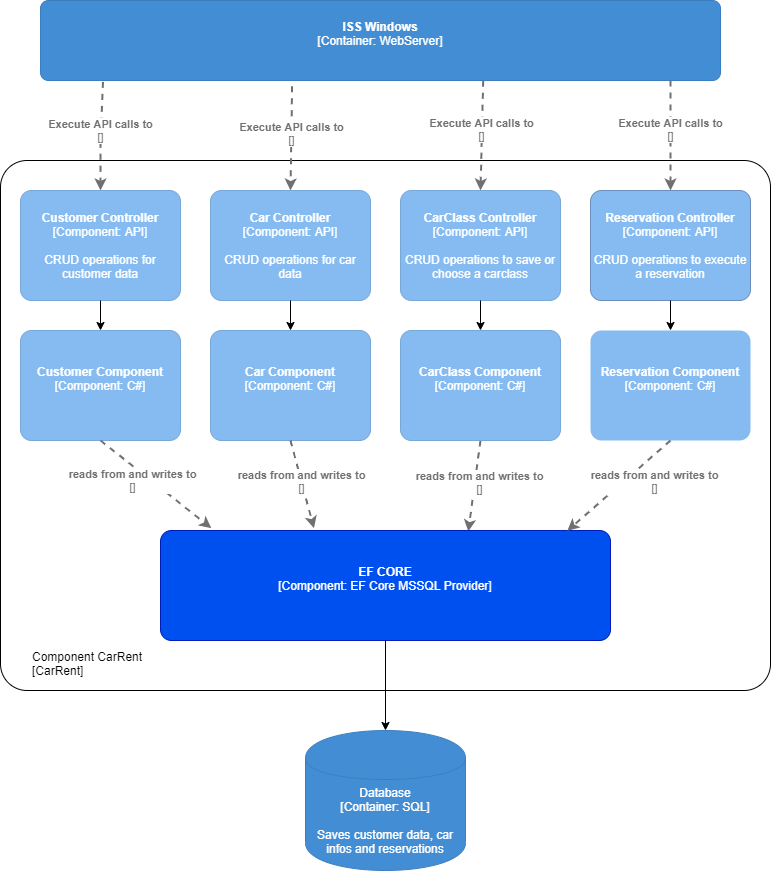 ISS Windows
[Container: WebServer]
Execute API calls to
[]
Execute API calls to
[]
Execute API calls to
[]
Execute API calls to
[]
Customer Controller
[Component: API]
CRUD operations for
customer data
Car Controller
[Component: API]
CRUD operations for car
data
CarClass Controller
[Component: API]
CRUD operations to save or
choose a carclass
Reservation Controller
[Component: API]
CRUD operations to execute
a reservation
Customer Component
[Component: C#]
Car Component
[Component: C#]
CarClass Component
[Component: C#]
Reservation Component
[Component: C#]
reads from and writes to
[]
reads from and writes to
[]
reads from and writes to
[]
reads from and writes to
[]
EF CORE
[Component: EF Core MSSQL Provider]
Component CarRent
[CarRent]
Database
[Container: SQL]
Saves customer data, car
infos and reservations